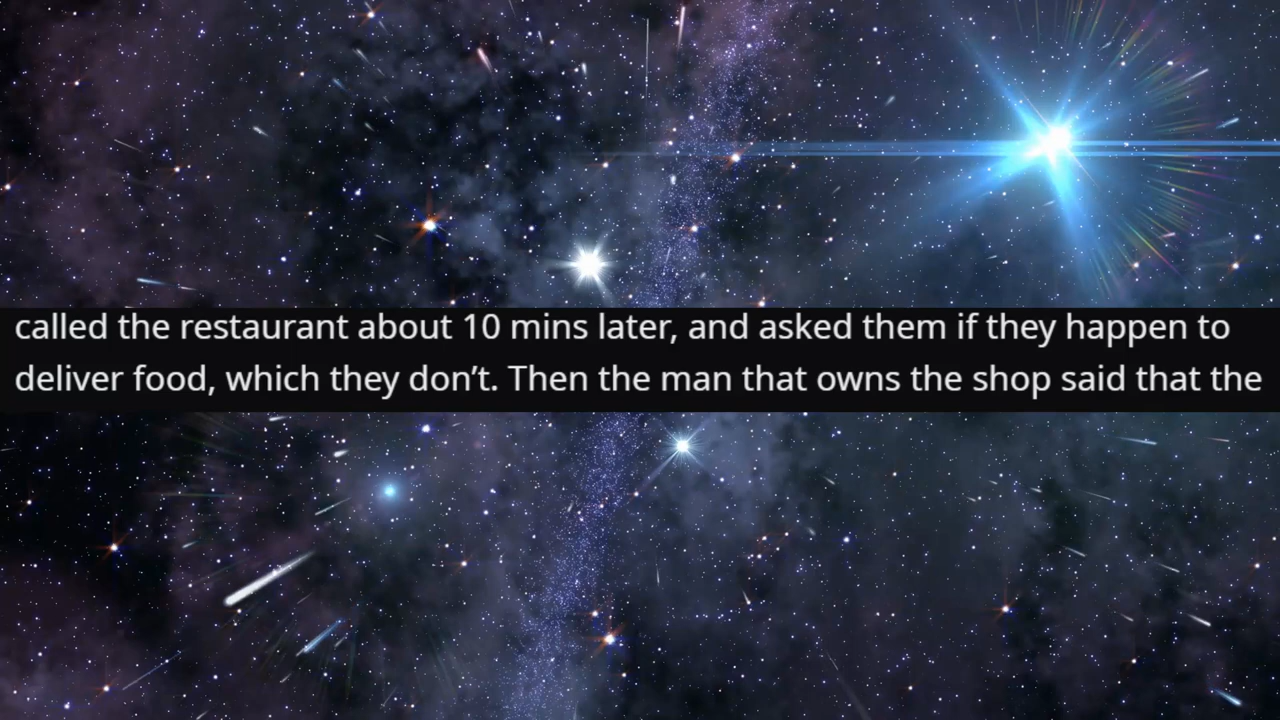 called the restaurant about 10 mins later, and asked them if they happen to
deliver food, which they don’t. Then the man that owns the shop said that the